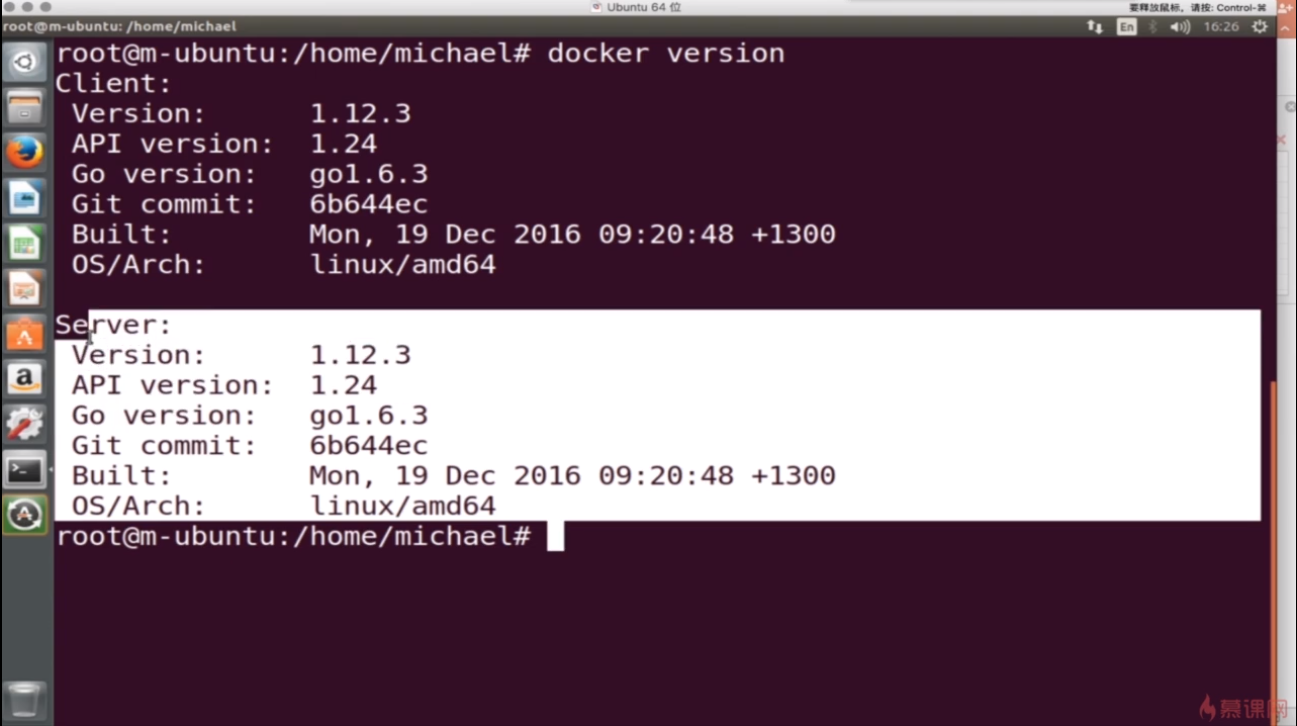 Ubuntu 64 位
要释放鼠标，请按: Control-⌘
root@m-ubuntu: /home/michael
En
16:26
root@m-ubuntu:/home/michael# docker version
Client:
Version: 1.12.3
API version: 1.24
Go version: go1.6.3
Git commit: 6b644ec
Built: Mon, 19 Dec 2016 09:20:48 +1300
OS/Arch: linux/amd64
Server:
Version: 1.12.3
API version: 1.24
Go version: go1.6.3
Git commit: 6b644ec
Built: Mon, 19 Dec 2016 09:20:48 +1300
OS/Arch: linux/amd64
root@m-ubuntu:/home/michael#
慕课网